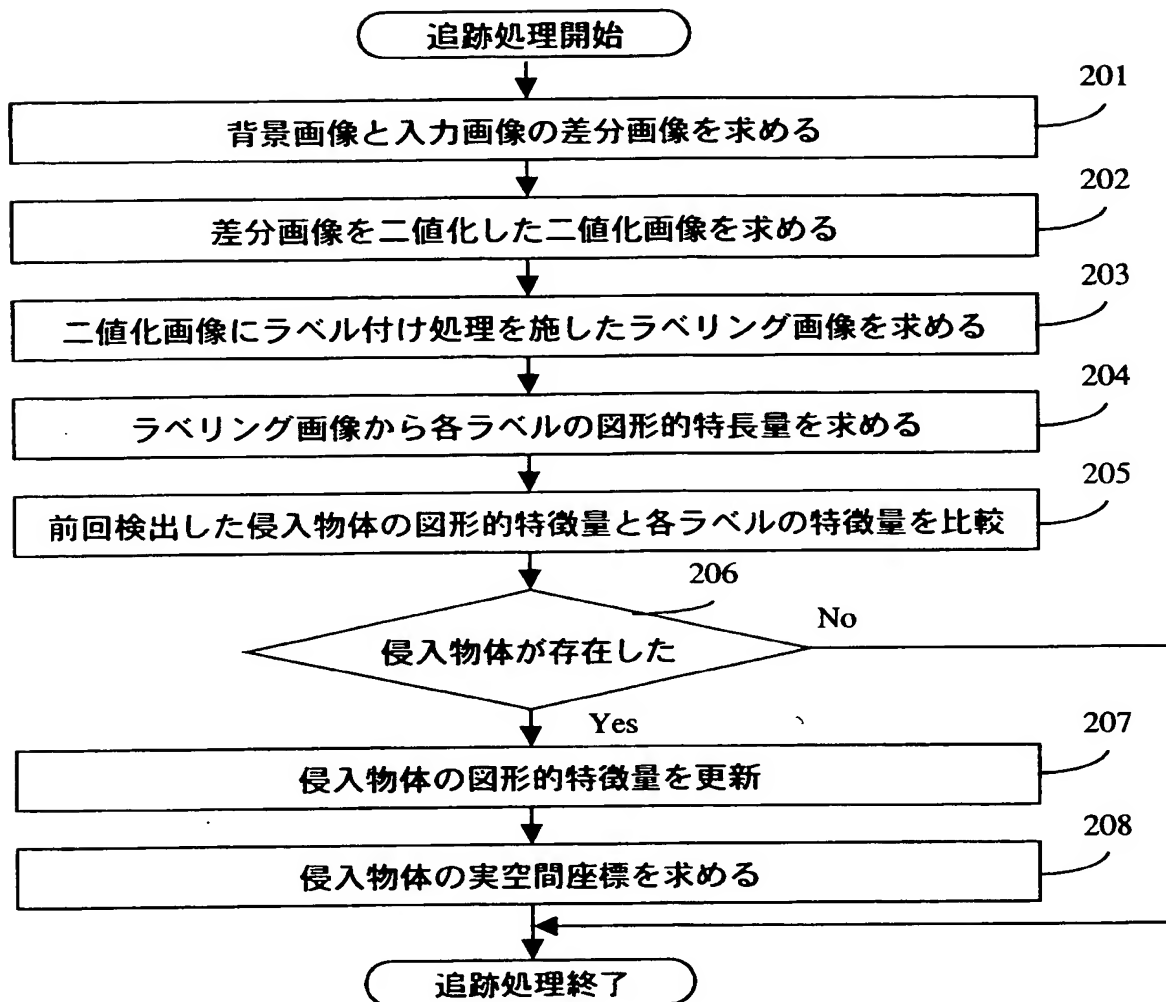 追跡処理開始
201
背景画像と入力画像の差分画像を求める
202
差分画像を二値化した二値化画像を求める
203
二値化画像にラベル付け処理を施したラベリング画像を求める
204
ラベリング画像から各ラベルの図形的特長量を求める
205
前回検出した侵入物体の図形的特徴量と各ラベルの特徴量を比較
206
侵入物体が存在した
No
Yes
207
侵入物体の図形的特徴量を更新
208
侵入物体の実空間座標を求める
追跡処理終了